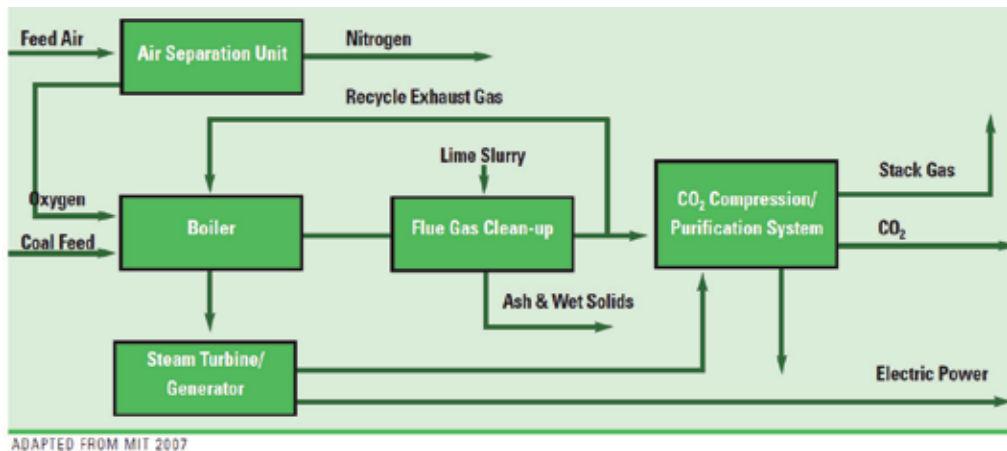 Feed Air
Air Separation Unit
Nitrogen
Recycle Exhaust Gas
Lime Slurry
Stack Gas
Oxygen
Boiler
Flue Gas Clean-up
CO₂ Compression/
Purification System
CO₂
Coal Feed
Ash & Wet Solids
Steam Turbine/
Generator
Electric Power
ADAPTED FROM MIT 2007